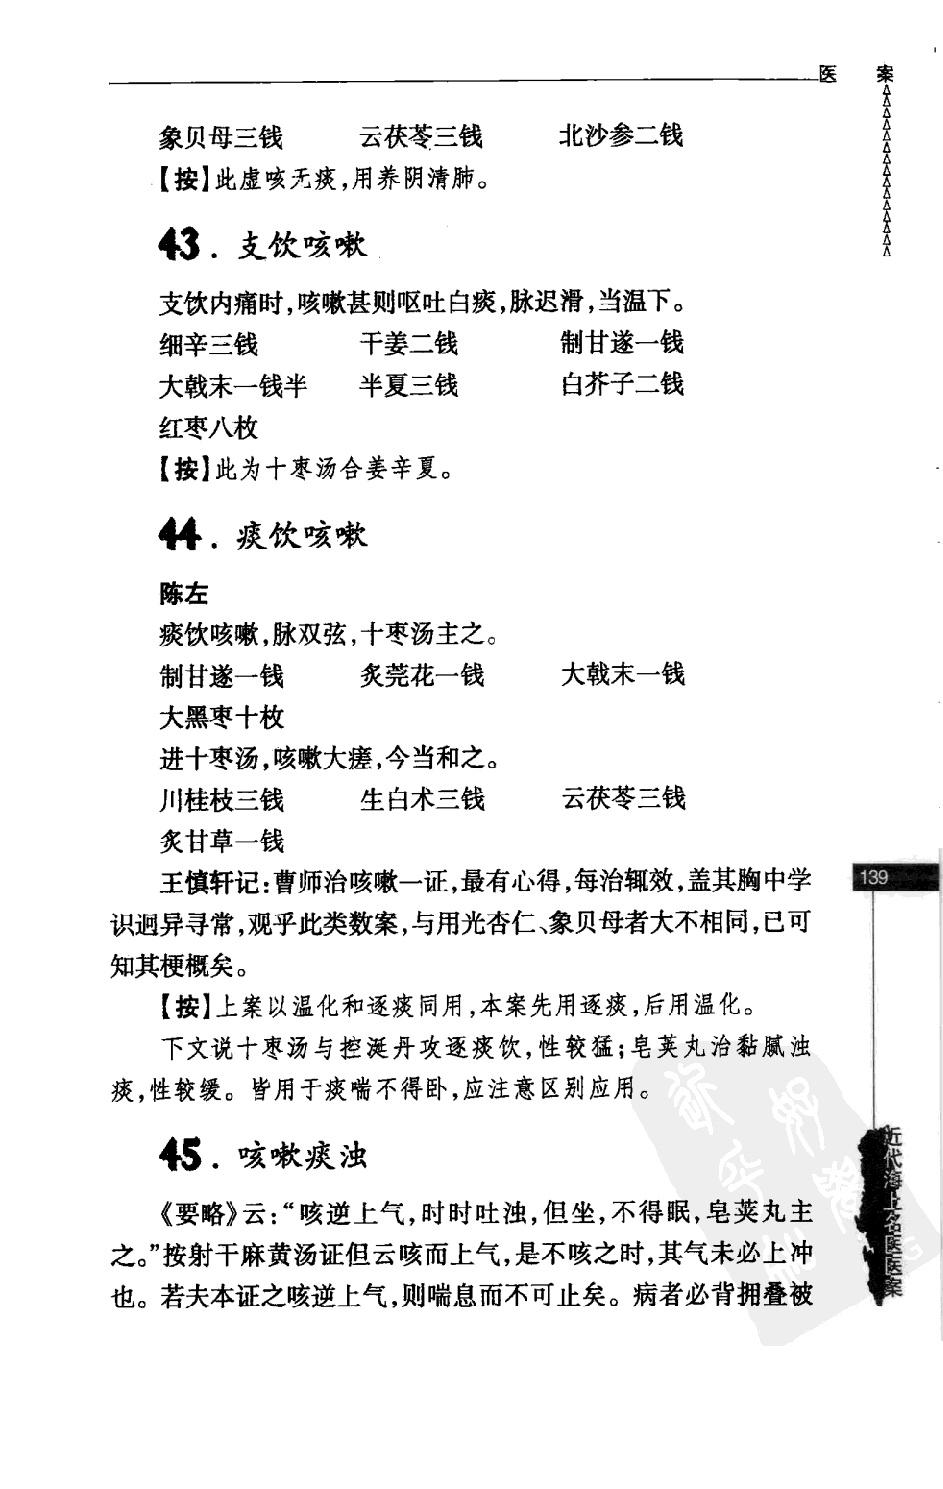 医 案
象贝母三钱 云茯苓三钱 北沙参二钱
【按】此虚咳无痰,用养阴清肺。
43. 支饮咳嗽
支饮内痛时,咳嗽甚则呕吐白痰,脉迟滑,当温下。
细辛三钱 干姜二钱 制甘遂一钱
大戟末一钱半 半夏三钱 白芥子二钱
红枣八枚
【按】此为十枣汤合姜辛夏。
44. 痰饮咳嗽
陈左
痰饮咳嗽,脉双弦,十枣汤主之。
制甘遂一钱 炙莞花一钱 大戟末一钱
大黑枣十枚
进十枣汤,咳嗽大瘥,今当和之。
川桂枝三钱 生白术三钱 云茯苓三钱
炙甘草一钱
王慎轩记:曹师治咳嗽一证,最有心得,每治辄效,盖其胸中学
识迥异寻常,观乎此类数案,与用光杏仁、象贝母者大不相同,已可
知其梗概矣。
【按】上案以温化和逐痰同用,本案先用逐痰,后用温化。
下文说十枣汤与控涎丹攻逐痰饮,性较猛;皂荚丸治黏腻浊
痰,性较缓。皆用于痰喘不得卧,应注意区别应用。
45. 咳嗽痰浊
《要略》云:“咳逆上气,时时吐浊,但坐,不得眠,皂荚丸主
之。”按射干麻黄汤证但云咳而上气,是不咳之时,其气未必上冲
也。若夫本证之咳逆上气,则喘息而不可止矣。病者必背拥叠被
139
近代海上名医医案